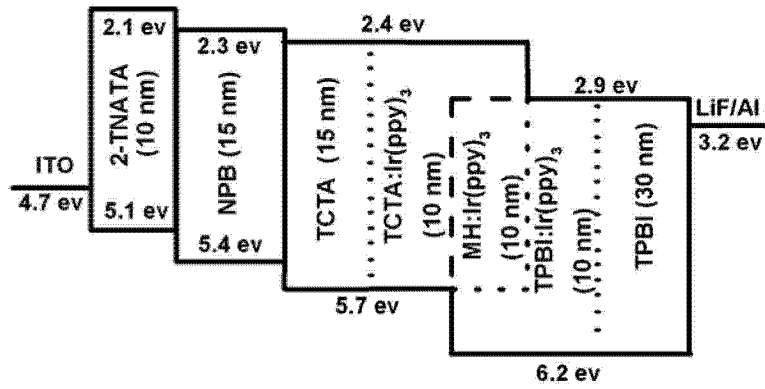 2.1 ev
2.3 ev
2.4 ev
2.9 ev
LiF/Al
3.2 ev
ITO
4.7 ev
2-TNATA
(10 nm)
5.1 ev
NPB (15 nm)
5.4 ev
TCTA (15 nm)
TCTA:Ir(ppy)3
(10 nm)
5.7 ev
MH:Ir(ppy)3
(10 nm)
TPBI:Ir(ppy)3
(10 nm)
TPBI (30 nm)
6.2 ev